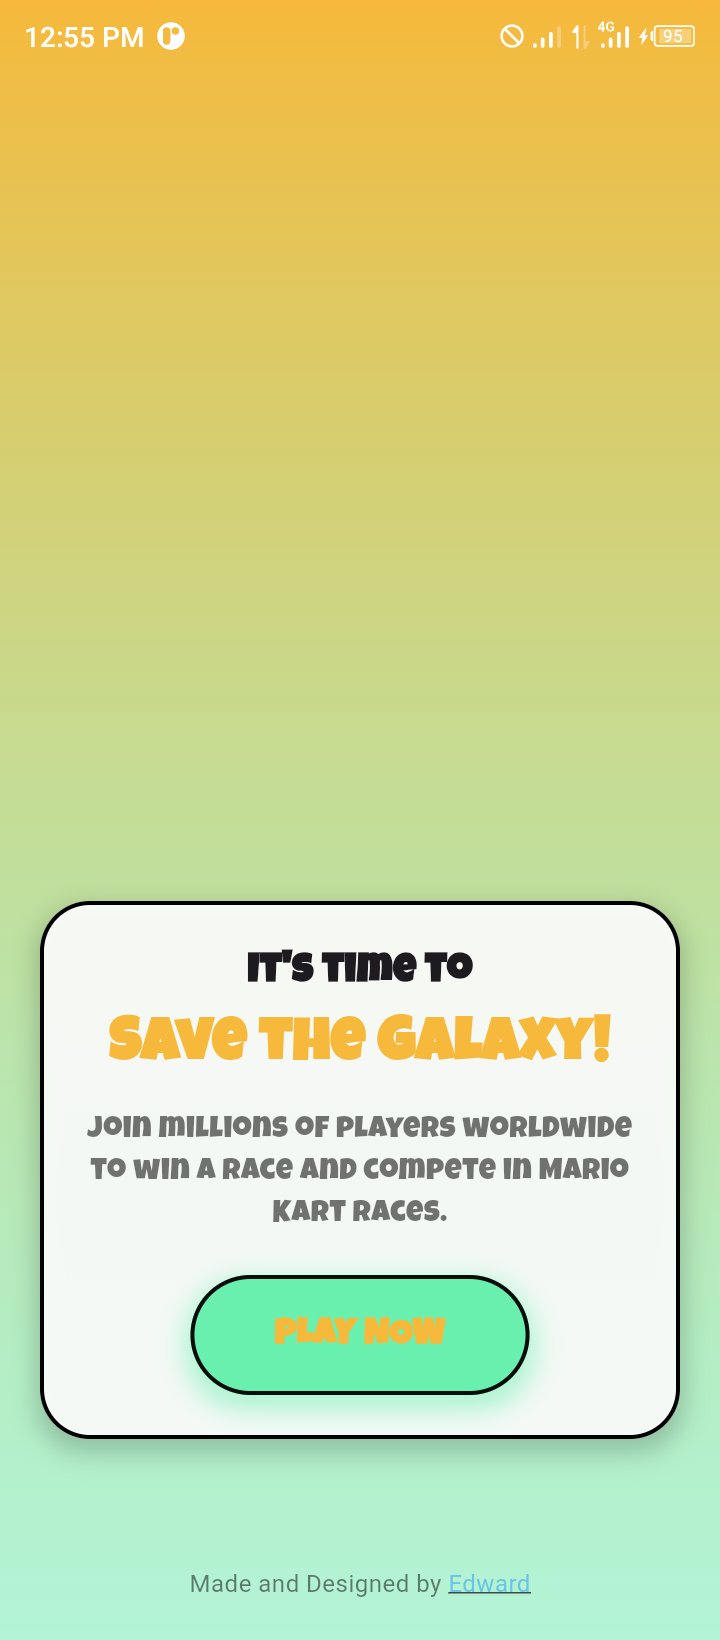 12:55 PM
4G
95
IT'S TIME TO
SAVE THE GALAXY!
JOIN MILLIONS OF PLAYERS WORLDWIDE
TO WIN A RACE AND COMPETE IN MARIO
KART RACES.
PLAY NOW
Made and Designed by Edward